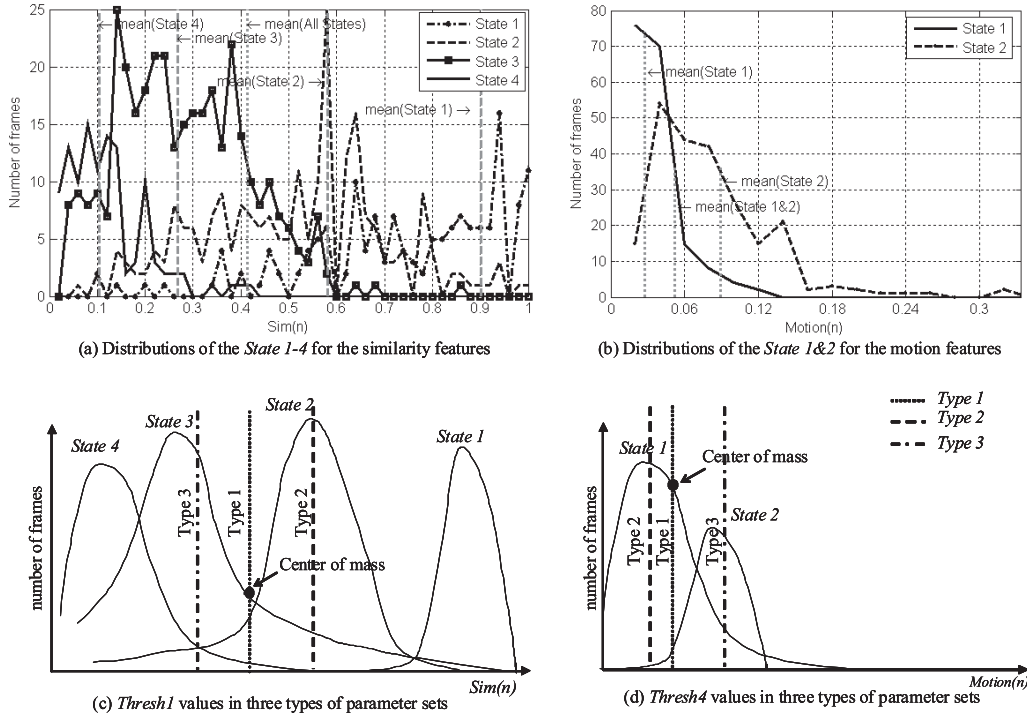 25
20
15
10
5
0
Number of frames
mean(State 4)
mean(State 3)
mean(All States)
mean(State 2)
mean(State 1)
State 1
State 2
State 3
State 4
0
0.1
0.2
0.3
0.4
0.5
0.6
0.7
0.8
0.9
1
Sim(n)
(a) Distributions of the State 1-4 for the similarity features
80
70
60
50
40
30
20
10
0
Number of frames
mean(State 1)
mean(State 2)
mean(State 1&2)
State 1
State 2
0
0.06
0.12
0.18
0.24
0.3
Motion(n)
(b) Distributions of the State 1&2 for the motion features
number of frames
State 4
State 3
State 2
State 1
Type 3
Type 1
Type 2
Center of mass
Sim(n)
(c) Thresh1 values in three types of parameter sets
number of frames
State 1
State 2
Type 2
Type 1
Type 3
Center of mass
Type 1
Type 2
Type 3
Motion(n)
(d) Thresh4 values in three types of parameter sets